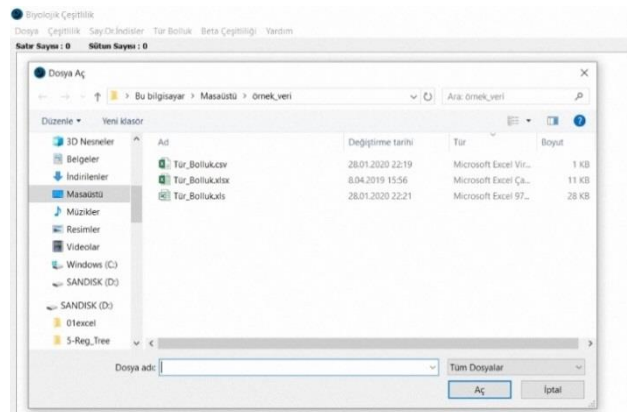 Biyolojik Çeşitlilik
Dosya Çeşitlilik Say.Or.İndisler Tür Bolluk Beta Çeşitliliği Yardım
Satır Sayısı : 0 Sütun Sayısı : 0
Dosya Aç
Bu bilgisayar > Masaüstü > örnek_veri
Ara: örnek_veri
Düzenle Yeni klasör
Ad Değiştirme tarihi Tür Boyut
3D Nesneler
Belgeler
İndirilenler
Masaüstü
Müzikler
Resimler
Videolar
Windows (C:)
SANDISK (D:)
SANDISK (D:)
01excel
5-Reg_Tree
Tür_Bolluk.csv 28.01.2020 22:19 Microsoft Excel Vir... 1 KB
Tür_Bolluk.xlsx 8.04.2019 15:56 Microsoft Excel Ça... 11 KB
Tür_Bolluk.xls 28.01.2020 22:21 Microsoft Excel 97... 28 KB
Dosya adı:
Tüm Dosyalar
Aç İptal